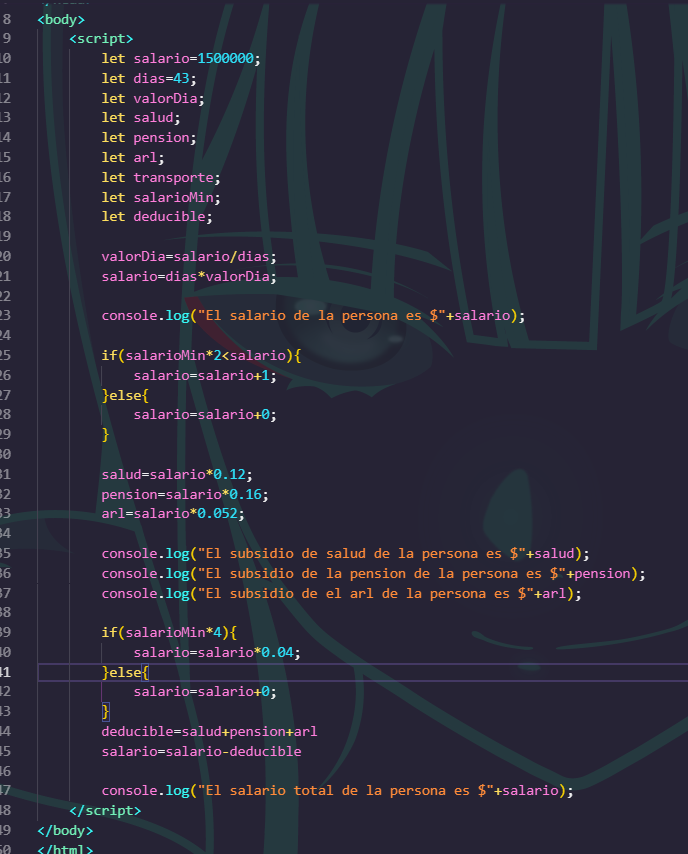 8 <body>
9 <script>
10 let salario=1500000;
11 let dias=43;
12 let valorDia;
13 let salud;
14 let pension;
15 let arl;
16 let transporte;
17 let salarioMin;
18 let deducible;
19
20 valorDia=salario/dias;
21 salario=dias*valorDia;
22
23 console.log("El salario de la persona es $"+salario);
24
25 if(salarioMin*2<salario){
26 salario=salario+1;
27 }else{
28 salario=salario+0;
29 }
30
31 salud=salario*0.12;
32 pension=salario*0.16;
33 arl=salario*0.052;
34
35 console.log("El subsidio de salud de la persona es $"+salud);
36 console.log("El subsidio de la pension de la persona es $"+pension);
37 console.log("El subsidio de el arl de la persona es $"+arl);
38
39 if(salarioMin*4){
40 salario=salario*0.04;
41 }else{
42 salario=salario+0;
43 }
44 deducible=salud+pension+arl
45 salario=salario-deducible
46
47 console.log("El salario total de la persona es $"+salario);
48 </script>
49 </body>
50 </html>